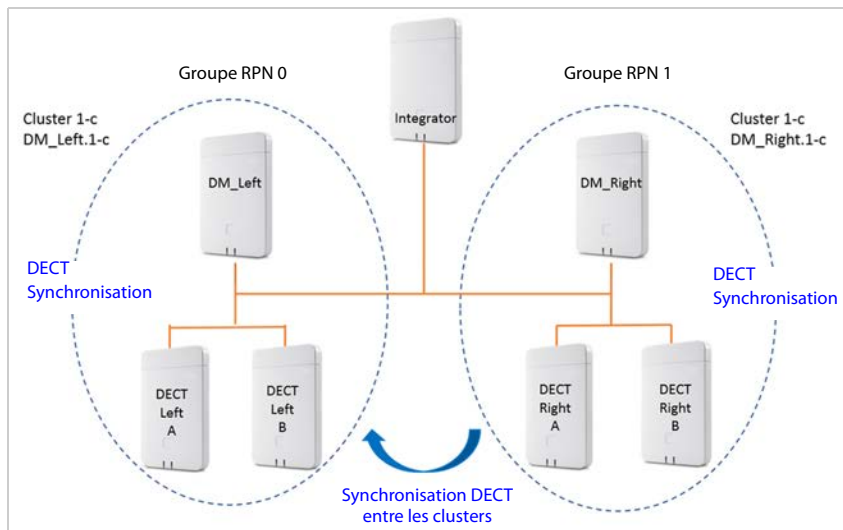 Groupe RPN 0
Groupe RPN 1
Integrator
Cluster 1-c
DM_Left.1-c
Cluster 1-c
DM_Right.1-c
DM_Left
DM_Right
DECT
Synchronisation
DECT
Synchronisation
DECT
Left
A
DECT
Left
B
DECT
Right
A
DECT
Right
B
Synchronisation DECT
entre les clusters